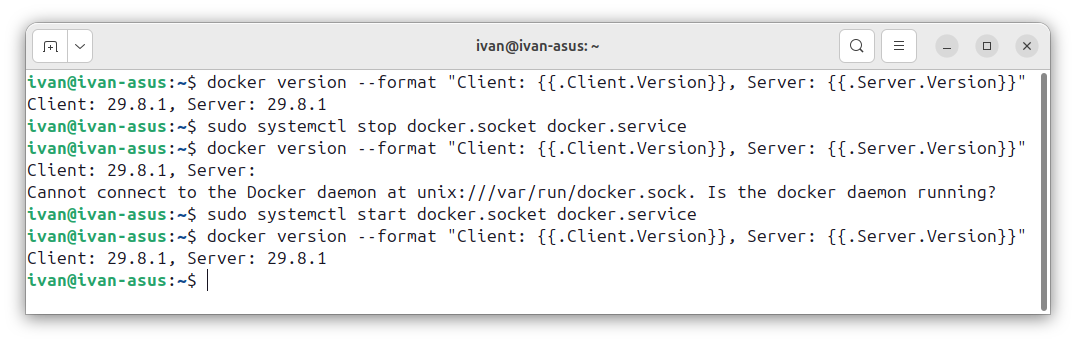 ivan@ivan-asus: ~
ivan@ivan-asus:~$ docker version --format "Client: {{.Client.Version}}, Server: {{.Server.Version}}"
Client: 29.8.1, Server: 29.8.1
ivan@ivan-asus:~$ sudo systemctl stop docker.socket docker.service
ivan@ivan-asus:~$ docker version --format "Client: {{.Client.Version}}, Server: {{.Server.Version}}"
Client: 29.8.1, Server:
Cannot connect to the Docker daemon at unix:///var/run/docker.sock. Is the docker daemon running?
ivan@ivan-asus:~$ sudo systemctl start docker.socket docker.service
ivan@ivan-asus:~$ docker version --format "Client: {{.Client.Version}}, Server: {{.Server.Version}}"
Client: 29.8.1, Server: 29.8.1
ivan@ivan-asus:~$